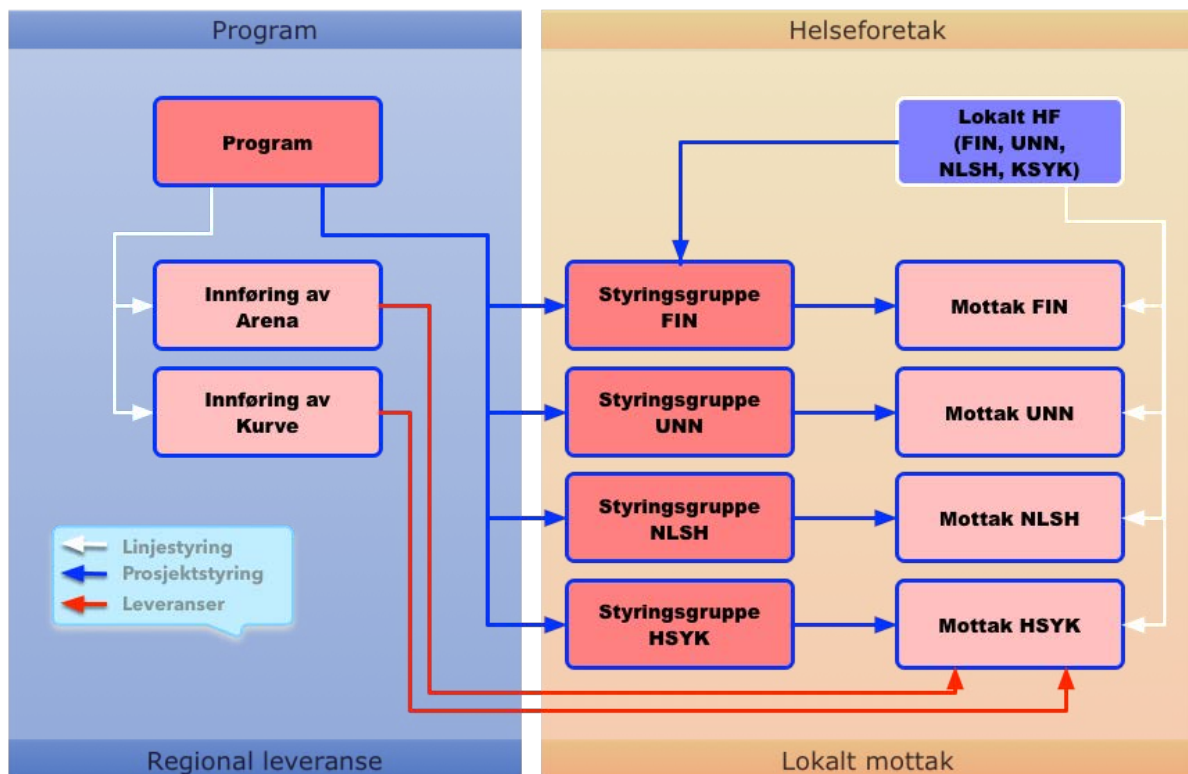 Program
Helseforetak
Program
Lokalt HF
(FIN, UNN,
NLSH, KSYK)
Innføring av
Arena
Styringsgruppe
FIN
Mottak FIN
Innføring av
Kurve
Styringsgruppe
UNN
Mottak UNN
Styringsgruppe
NLSH
Mottak NLSH
Linjestyring
Prosjektstyring
Leveranser
Styringsgruppe
HSYK
Mottak HSYK
Regional leveranse
Lokalt mottak